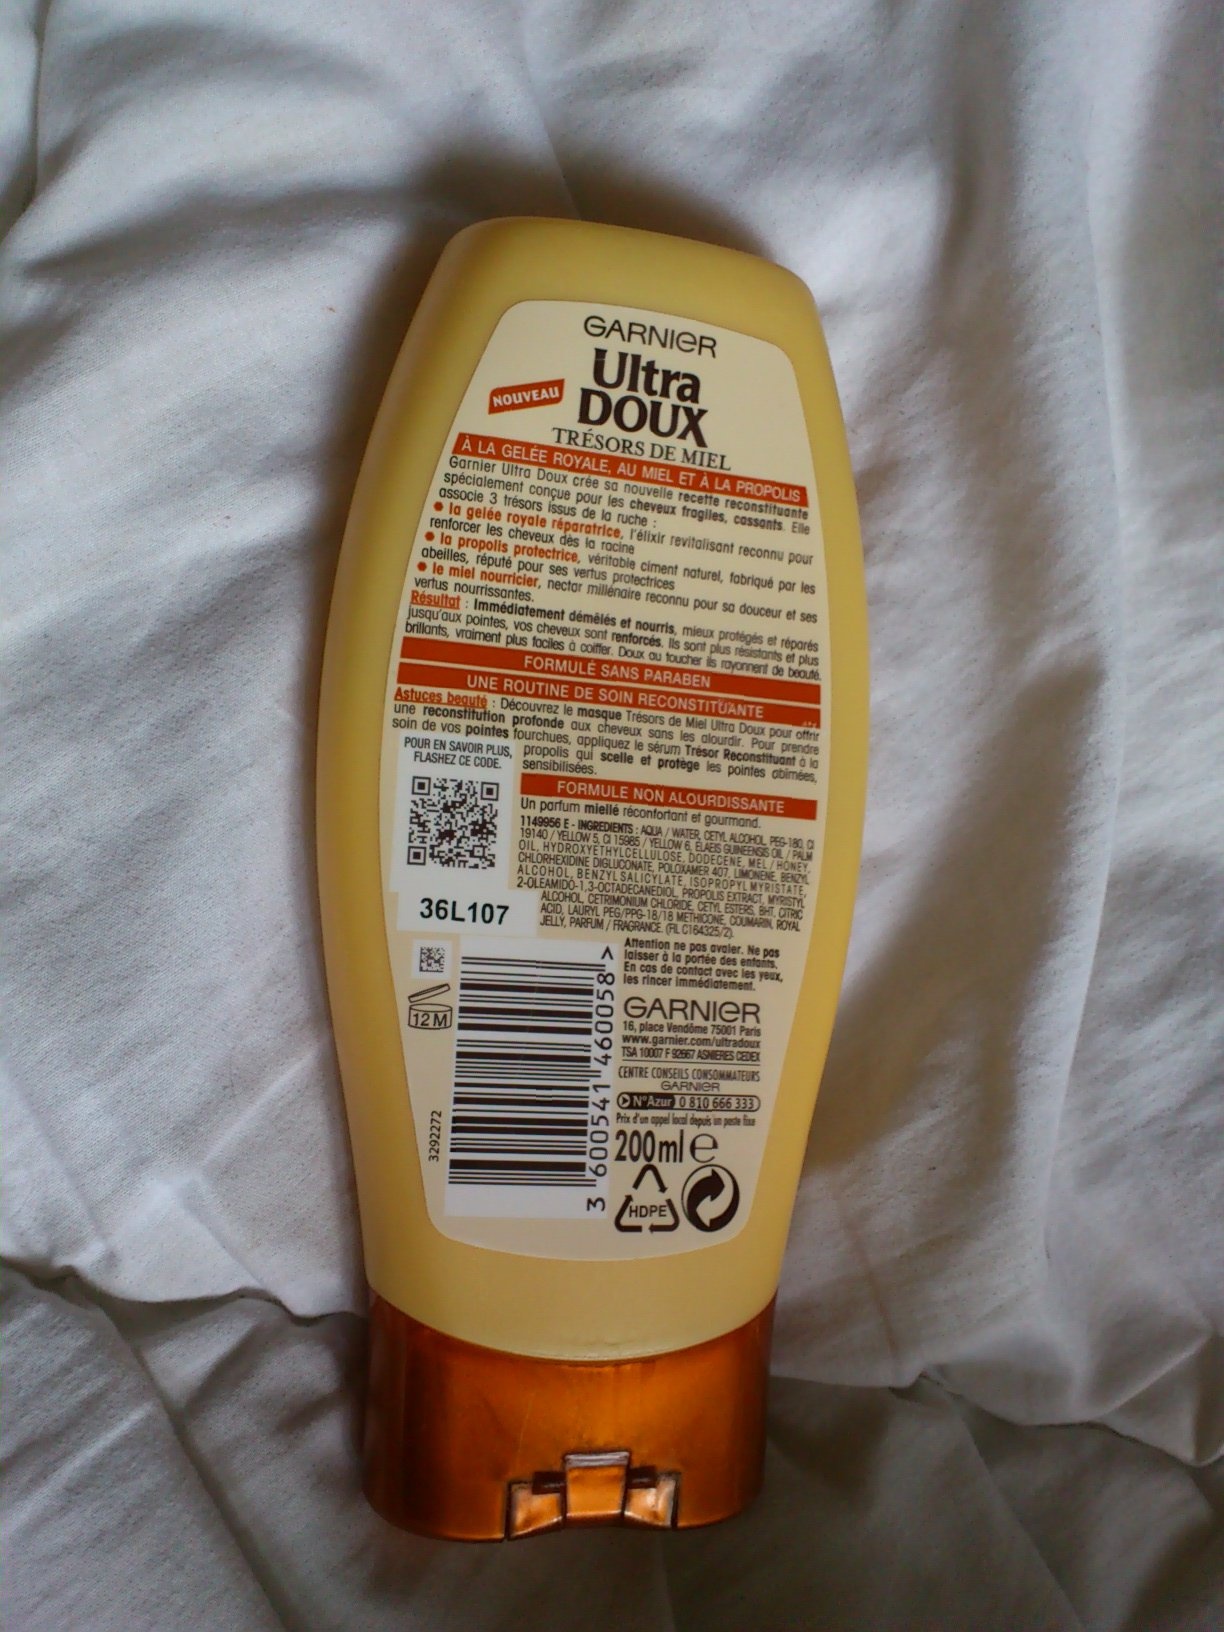 GARNIER
Ultra
DOUX
NOUVEAU
TRÉSORS DE MIEL
À LA GELÉE ROYALE, AU MIEL ET À LA PROPOLIS
Garnier Ultra Doux crée sa nouvelle recette reconstituante
spécialement conçue pour les cheveux fragiles, cassants. Elle
associe 3 trésors issus de la ruche :
• la gelée royale réparatrice, l'élixir revitalisant reconnu pour
renforcer les cheveux dès la racine
• la propolis protectrice, véritable ciment naturel, fabriqué par les
abeilles, réputé pour ses vertus protectrices
• le miel nourricier, nectar millénaire reconnu pour sa douceur et ses
vertus nourrissantes.
Résultat : Immédiatement démêlés et nourris, mieux protégés et réparés
jusqu'aux pointes, vos cheveux sont renforcés. Ils sont plus résistants et plus
brillants, vraiment plus faciles à coiffer. Doux au toucher ils rayonnent de beauté.
FORMULÉ SANS PARABEN
UNE ROUTINE DE SOIN RECONSTITUANTE
Astuces beauté : Découvrez le masque Trésors de Miel Ultra Doux pour offrir
une reconstitution profonde aux cheveux sans les alourdir. Pour prendre
soin de vos pointes fourchues, appliquez le sérum Trésor Reconstituant à la
propolis qui scelle et protège les pointes abîmées,
sensibilisées.
POUR EN SAVOIR PLUS,
FLASHEZ CE CODE.
FORMULE NON ALOURDISSANTE
Un parfum miellé réconfortant et gourmand.
1149956 E - INGREDIENTS : AQUA / WATER, CETYL ALCOHOL, PEG-180, CI
19140 / YELLOW 5, CI 15985 / YELLOW 6, ELAEIS GUINEENSIS OIL / PALM
OIL, HYDROXYETHYLCELLULOSE, DODECENE, MEL / HONEY,
CHLORHEXIDINE DIGLUCONATE, POLOXAMER 407, LIMONENE, BENZYL
ALCOHOL, BENZYL SALICYLATE, ISOPROPYL MYRISTATE,
2-OLEAMIDO-1,3-OCTADECANEDIOL, PROPOLIS EXTRACT, MYRISTYL
ALCOHOL, CETRIMONIUM CHLORIDE, CETYL ESTERS, BHT, CITRIC
ACID, LAURYL PEG/PPG-18/18 METHICONE, COUMARIN, ROYAL
JELLY, PARFUM / FRAGRANCE. (FIL C164325/2).
36L107
Attention ne pas avaler. Ne pas
laisser à la portée des enfants.
En cas de contact avec les yeux,
les rincer immédiatement.
12 M
GARNIER
16, place Vendôme 75001 Paris
www.garnier.com/ultradoux
TSA 10007 F 92667 ASNIERES CEDEX
CENTRE CONSEILS CONSOMMATEURS
GARNIER
N°Azur 0 810 666 333
Prix d'un appel local depuis un poste fixe
200 ml e
HDPE
3292272
3 600541 460058 >